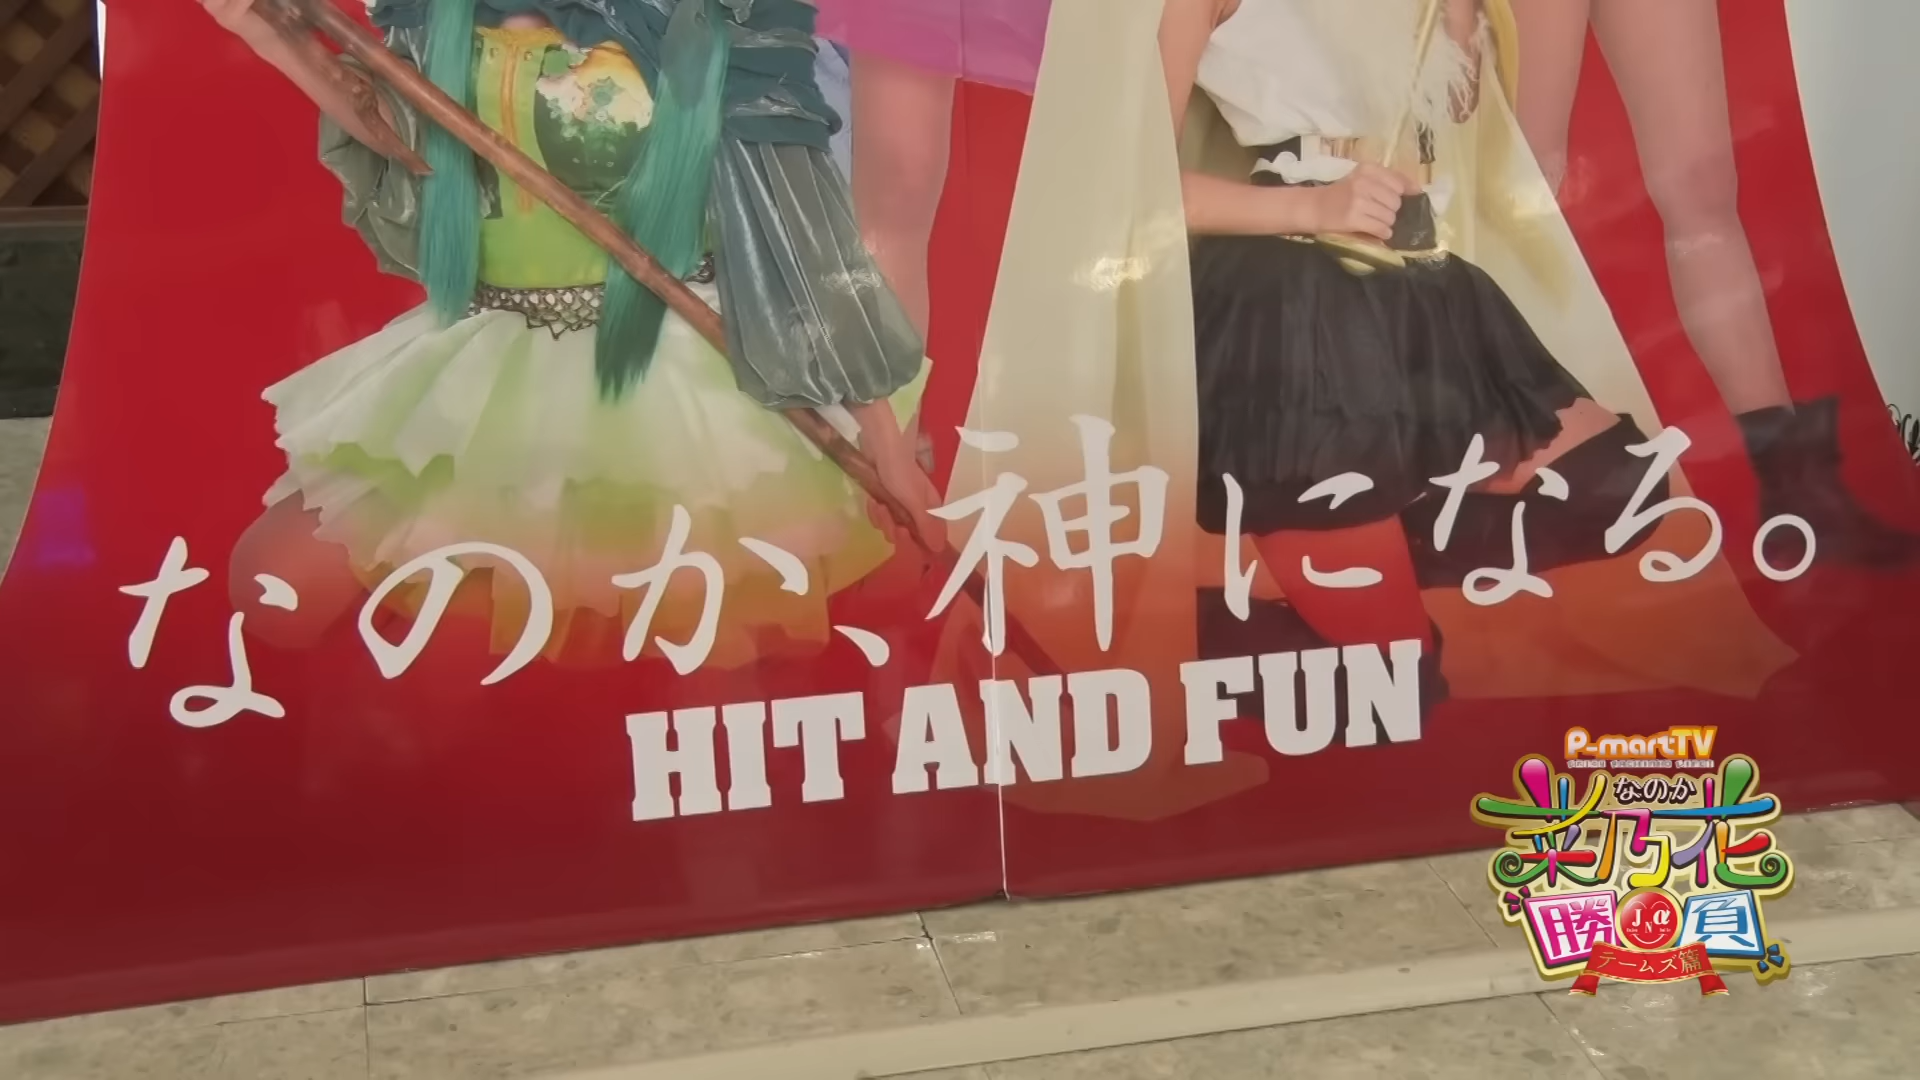 なのか、神になる。
HIT AND FUN
P-martTV
なのか
菜乃花
勝負
JNα
テームズ篇